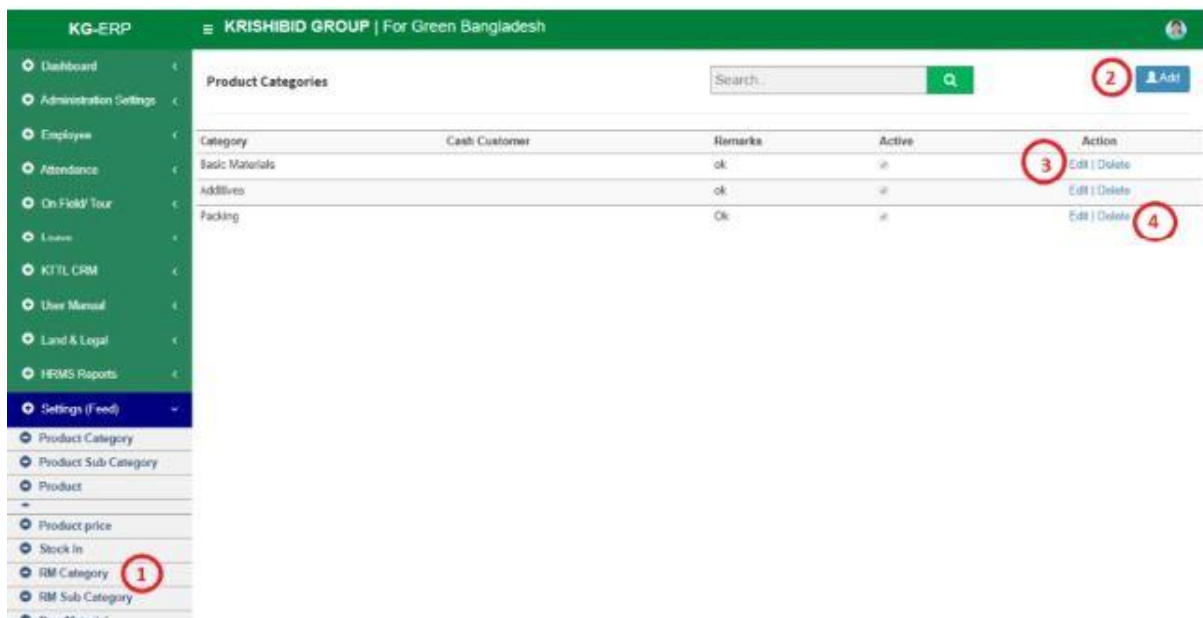 KG-ERP
≡ KRISHIBID GROUP | For Green Bangladesh
Dashboard
Administration Settings
Employee
Attendance
On Field/ Tour
Leave
KTTL CRM
User Manual
Land & Legal
HRMS Reports
Settings (Feed)
Product Category
Product Sub Category
Product
Product price
Stock In
RM Category 1
RM Sub Category
Product Categories
Search..
2 Add
Category Cash Customer Remarks Active Action
Basic Materials ok 3 Edit | Delete
Additives ok Edit | Delete
Packing Ok Edit | Delete 4